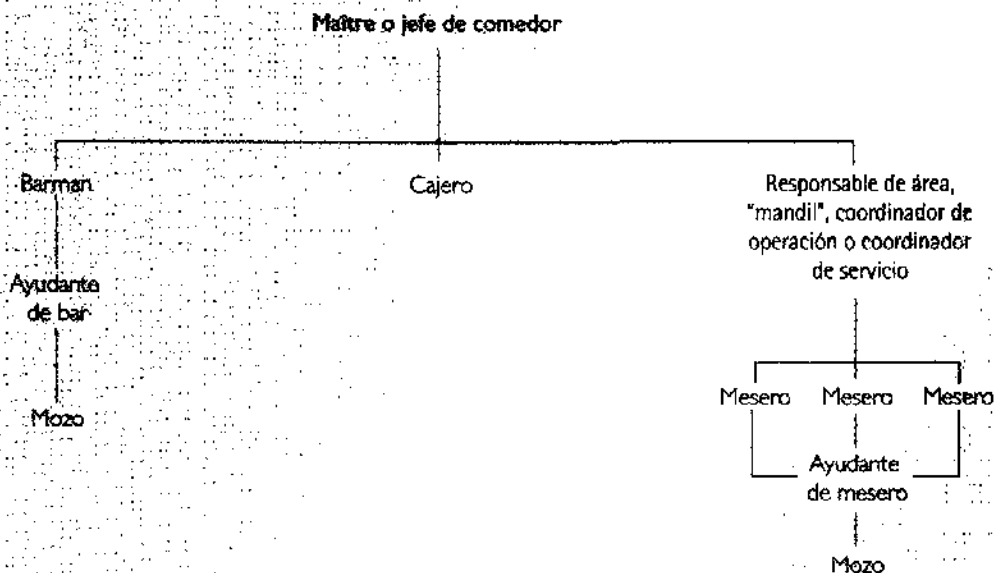 Maître o jefe de comedor
Barman
Cajero
Responsable de área,
"mandil", coordinador de
operación o coordinador
de servicio
Ayudante
de bar
Mozo
Mesero Mesero Mesero
Ayudante
de mesero
Mozo